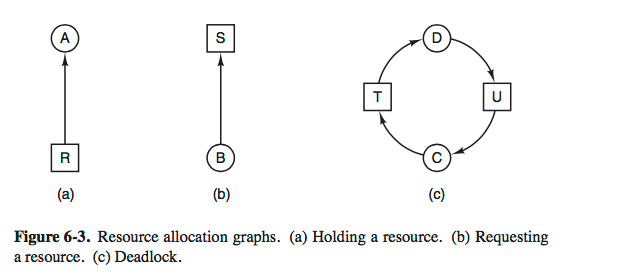 A
S
D
T
U
R
B
C
(a)
(b)
(c)
Figure 6-3. Resource allocation graphs. (a) Holding a resource. (b) Requesting
a resource. (c) Deadlock.